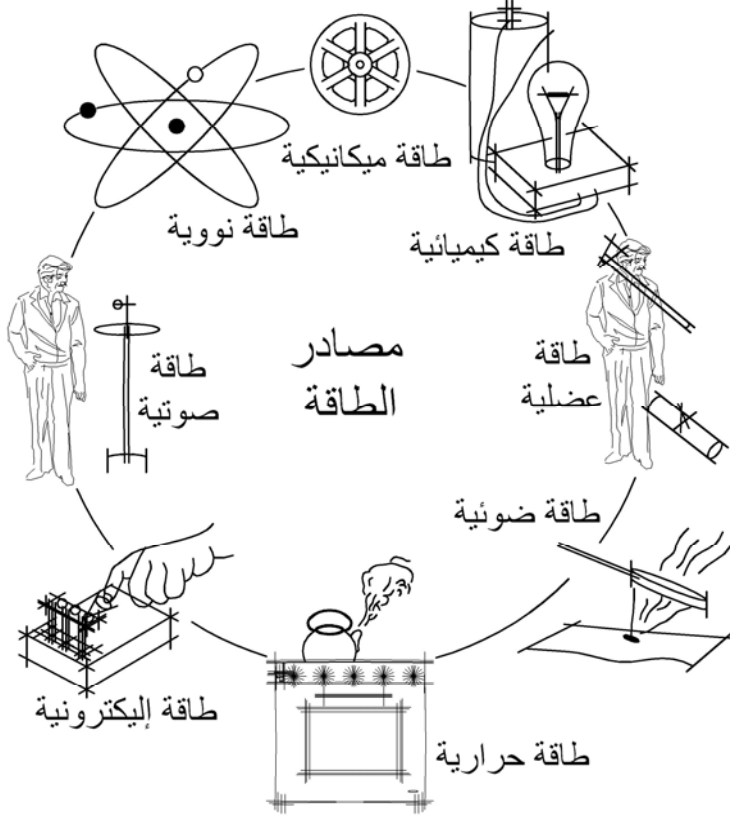 طاقة ميكانيكية
طاقة كيميائية
طاقة نووية
طاقة
عضلية
مصادر
الطاقة
طاقة
صوتية
طاقة ضوئية
طاقة إليكترونية
طاقة حرارية